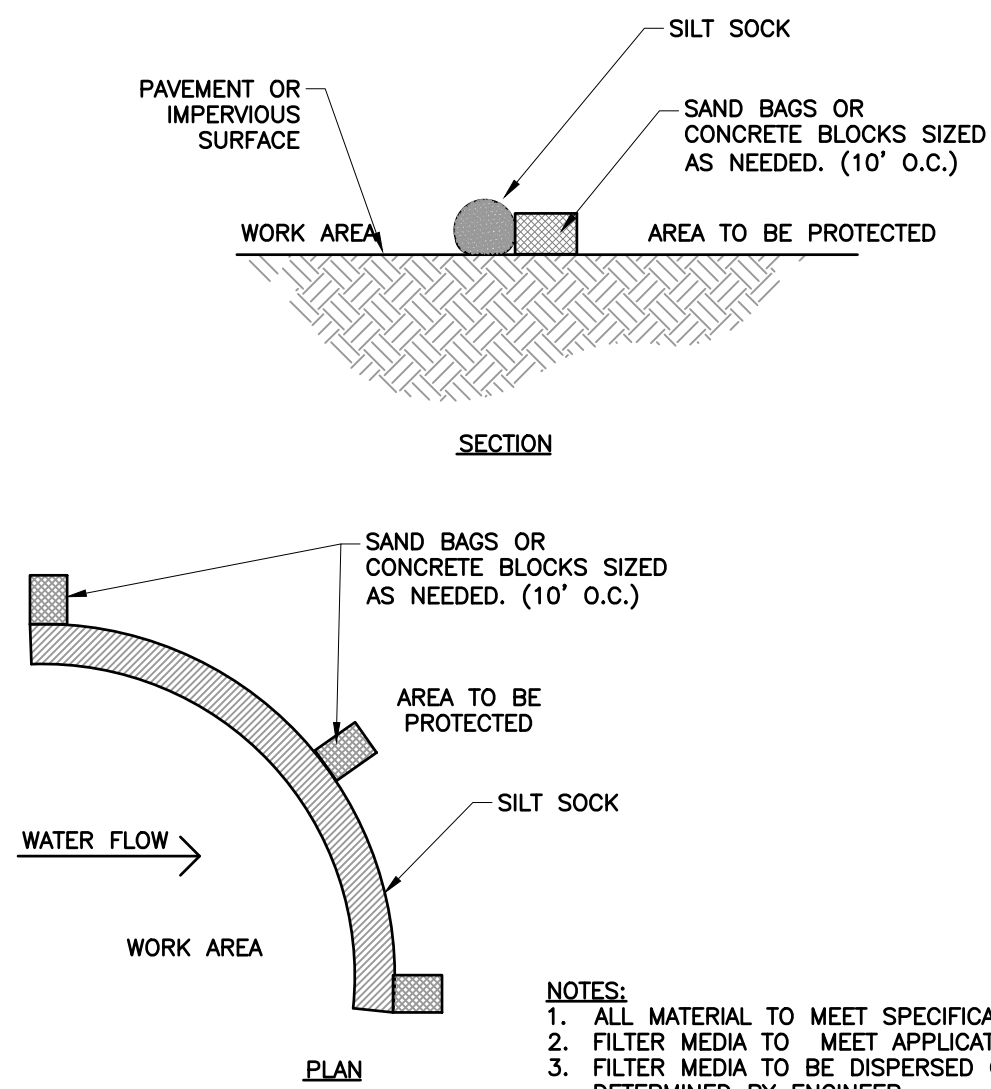 SILT SOCK
PAVEMENT OR
IMPERVIOUS
SURFACE
SAND BAGS OR
CONCRETE BLOCKS SIZED
AS NEEDED. (10' O.C.)
WORK AREA
AREA TO BE PROTECTED
SECTION
SAND BAGS OR
CONCRETE BLOCKS SIZED
AS NEEDED. (10' O.C.)
AREA TO BE
PROTECTED
SILT SOCK
WATER FLOW
WORK AREA
PLAN
NOTES:
1. ALL MATERIAL TO MEET
2. FILTER MEDIA TO MEET
3. FILTER MEDIA TO BE DISPERSED
DETERMINED BY ENGINEER